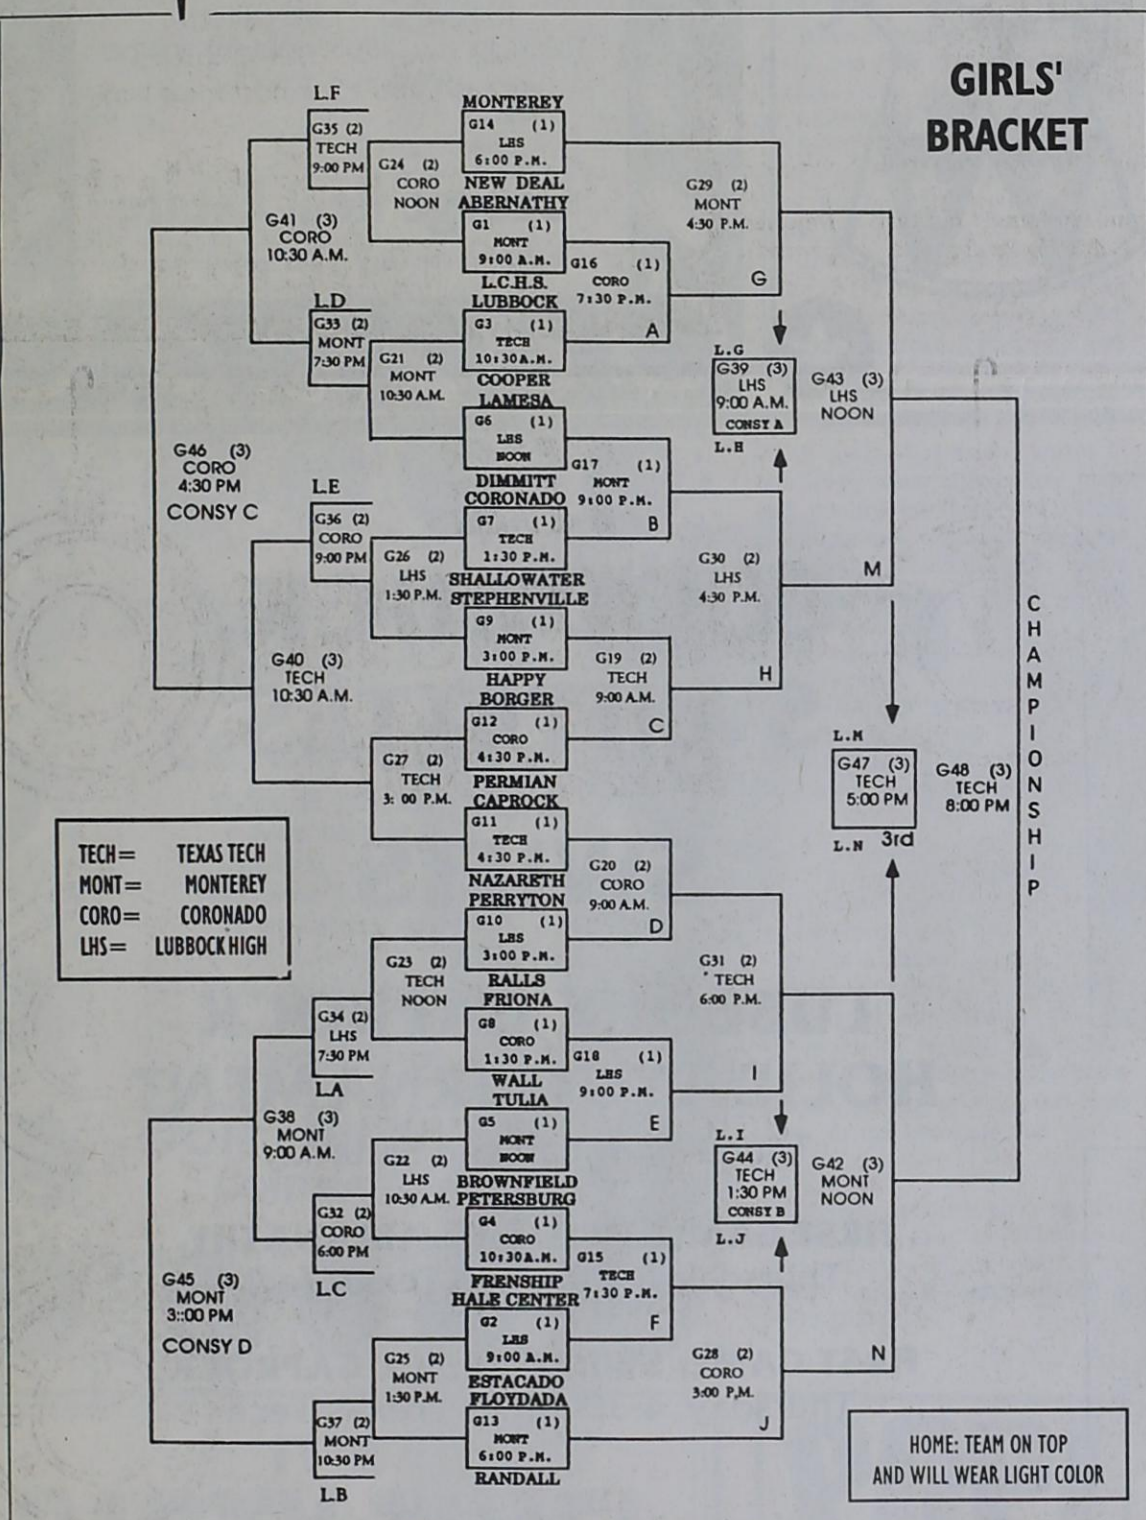 GIRLS'
BRACKET
L.F
G35 (2)
TECH
9:00 PM
G24 (2)
CORO
NOON
MONTEREY
G14 (1)
LHS
6:00 P.M.
NEW DEAL
ABERNATHY
G1 (1)
MONT
9:00 A.M.
L.C.H.S.
LUBBOCK
G3 (1)
TECH
10:30A.M.
COOPER
LAMESA
G6 (1)
LHS
NOON
DIMMITT
CORONADO
G7 (1)
TECH
1:30 P.M.
SHALLOWATER
STEPHENVILLE
G9 (1)
MONT
3:00 P.M.
HAPPY
BORGER
G12 (1)
CORO
4:30 P.M.
PERMIAN
CAPROCK
G11 (1)
TECH
4:30 P.M.
NAZARETH
PERRYTON
G10 (1)
LHS
3:00 P.M.
RALLS
FRIONA
G8 (1)
CORO
1:30 P.M.
WALL
TULIA
G5 (1)
MONT
NOON
BROWNFIELD
PETERSBURG
G4 (1)
CORO
10:30A.M.
FRENSHIP
HALE CENTER
G2 (1)
LHS
9:00 A.M.
ESTACADO
FLOYDADA
G13 (1)
MONT
6:00 P.M.
RANDALL
G41 (3)
CORO
10:30 A.M.
L.D
G33 (2)
MONT
7:30 PM
G21 (2)
MONT
10:30 A.M.
G46 (3)
CORO
4:30 PM
CONSY C
L.E
G36 (2)
CORO
9:00 PM
G26 (2)
LHS
1:30 P.M.
G40 (3)
TECH
10:30 A.M.
G27 (2)
TECH
3: 00 P.M.
TECH= TEXAS TECH
MONT= MONTEREY
CORO= CORONADO
LHS= LUBBOCK HIGH
G23 (2)
TECH
NOON
G34 (2)
LHS
7:30 PM
L.A
G38 (3)
MONT
9:00 A.M.
G22 (2)
LHS
10:30 A.M.
G32 (2)
CORO
6:00 PM
L.C
G45 (3)
MONT
3::00 PM
CONSY D
G25 (2)
MONT
1:30 P.M.
G37 (2)
MONT
10:30 PM
L.B
G16 (1)
CORO
7:30 P.M.
A
G17 (1)
MONT
9:00 P.M.
B
G19 (2)
TECH
9:00 A.M.
C
G20 (2)
CORO
9:00 A.M.
D
G18 (1)
LHS
9:00 P.M.
E
G15 (1)
TECH
7:30 P.M.
F
G29 (2)
MONT
4:30 P.M.
G
L.G
G39 (3)
LHS
9:00 A.M.
CONSY A
L.H
G30 (2)
LHS
4:30 P.M.
H
G31 (2)
TECH
6:00 P.M.
I
L.I
G44 (3)
TECH
1:30 PM
CONSY B
L.J
G28 (2)
CORO
3:00 P,M.
J
G43 (3)
LHS
NOON
M
L.M
G47 (3)
TECH
5:00 PM
L.N 3rd
G42 (3)
MONT
NOON
N
G48 (3)
TECH
8:00 PM
CHAMPIONSHIP
HOME: TEAM ON TOP
AND WILL WEAR LIGHT COLOR